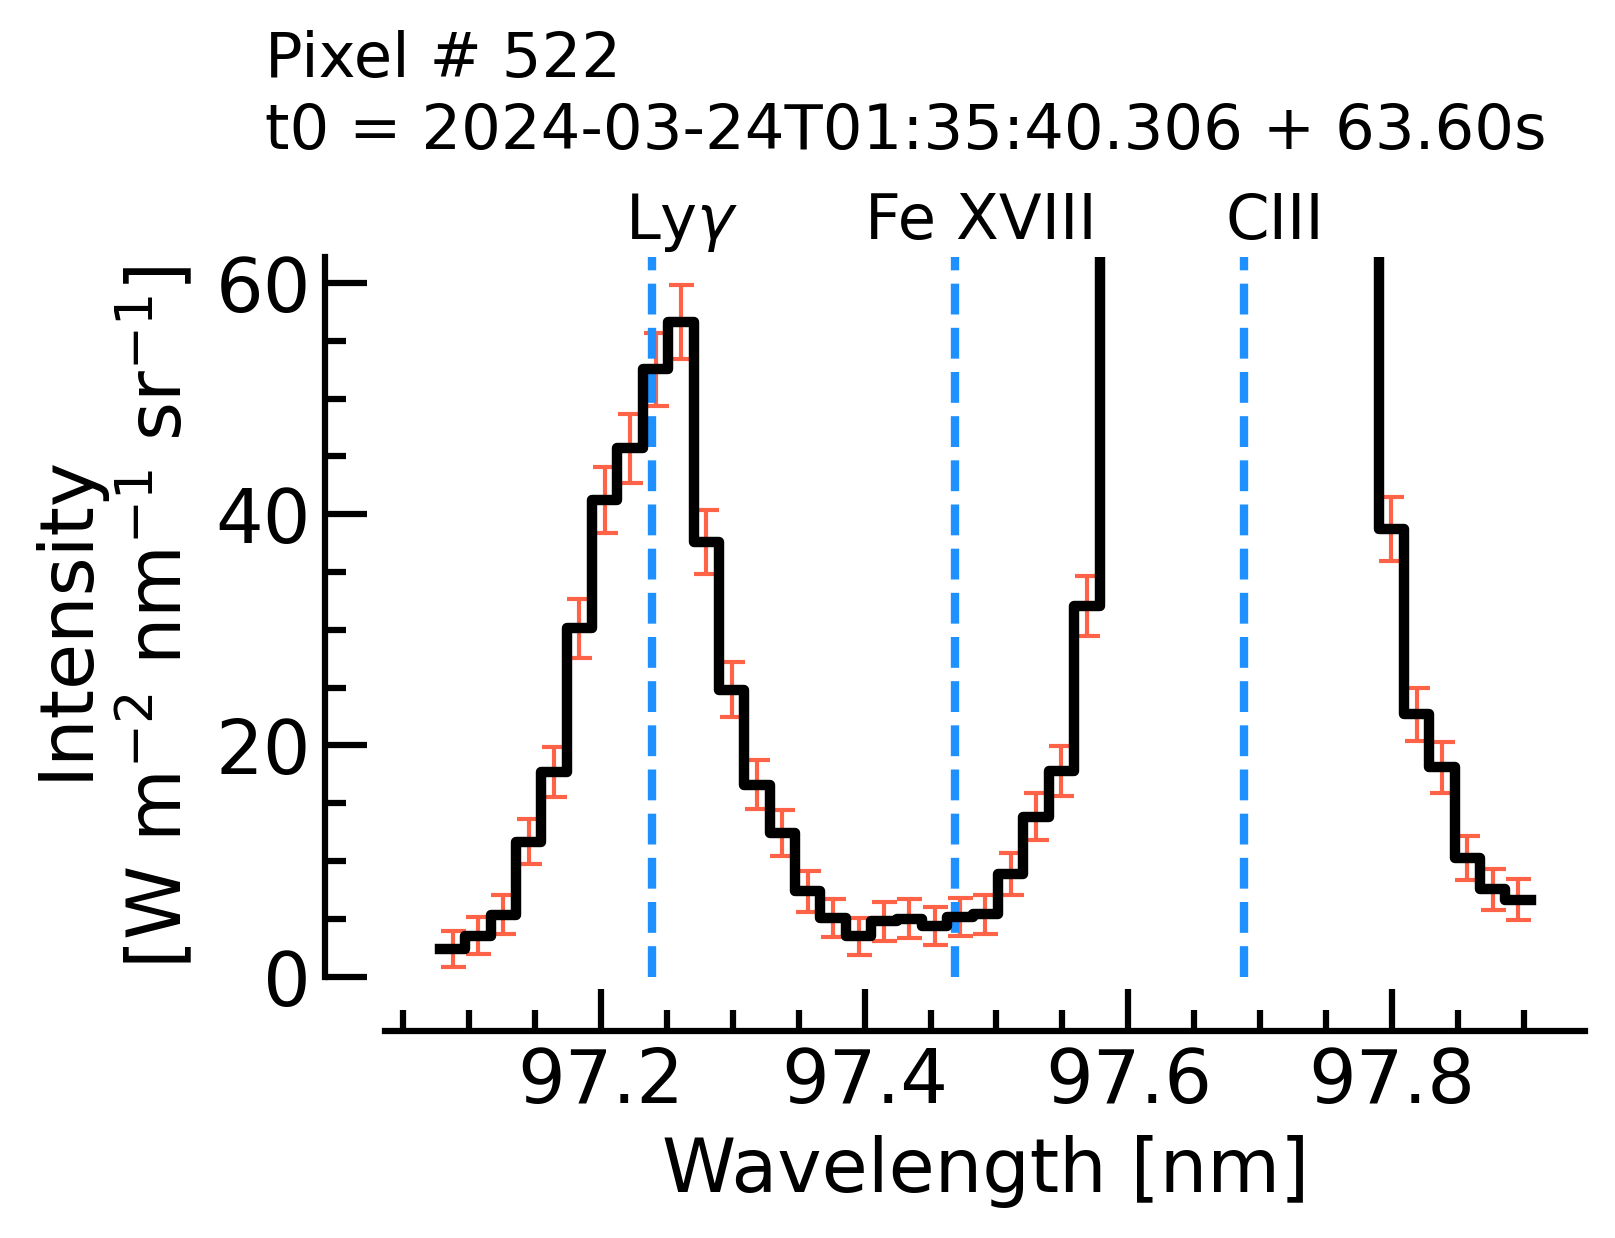 Pixel # 522
t0 = 2024-03-24T01:35:40.306 + 63.60s
Lyγ Fe XVIII CIII
Intensity
[W m⁻² nm⁻¹ sr⁻¹]
60
40
20
0
97.2 97.4 97.6 97.8
Wavelength [nm]